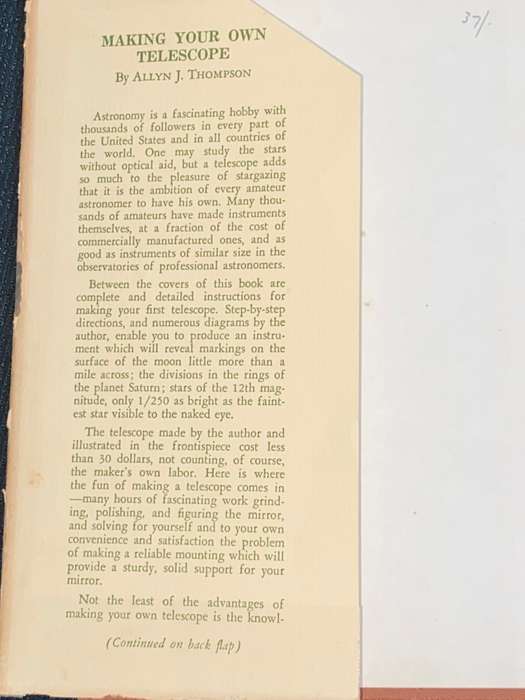 MAKING YOUR OWN
TELESCOPE
By ALLYN J. THOMPSON
Astronomy is a fascinating hobby with
thousands of followers in every part of
the United States and in all countries of
the world. One may study the stars
without optical aid, but a telescope adds
so much to the pleasure of stargazing
that it is the ambition of every amateur
astronomer to have his own. Many thou-
sands of amateurs have made instruments
themselves, at a fraction of the cost of
commercially manufactured ones, and as
good as instruments of similar size in the
observatories of professional astronomers.
Between the covers of this book are
complete and detailed instructions for
making your first telescope. Step-by-step
directions, and numerous diagrams by the
author, enable you to produce an instru-
ment which will reveal markings on the
surface of the moon little more than a
mile across; the divisions in the rings of
the planet Saturn; stars of the 12th mag-
nitude, only 1/250 as bright as the faint-
est star visible to the naked eye.
The telescope made by the author and
illustrated in the frontispiece cost less
than 30 dollars, not counting, of course,
the maker's own labor. Here is where
the fun of making a telescope comes in
—many hours of fascinating work grind-
ing, polishing, and figuring the mirror,
and solving for yourself and to your own
convenience and satisfaction the problem
of making a reliable mounting which will
provide a sturdy, solid support for your
mirror.
Not the least of the advantages of
making your own telescope is the knowl-
(Continued on back flap)
37/-